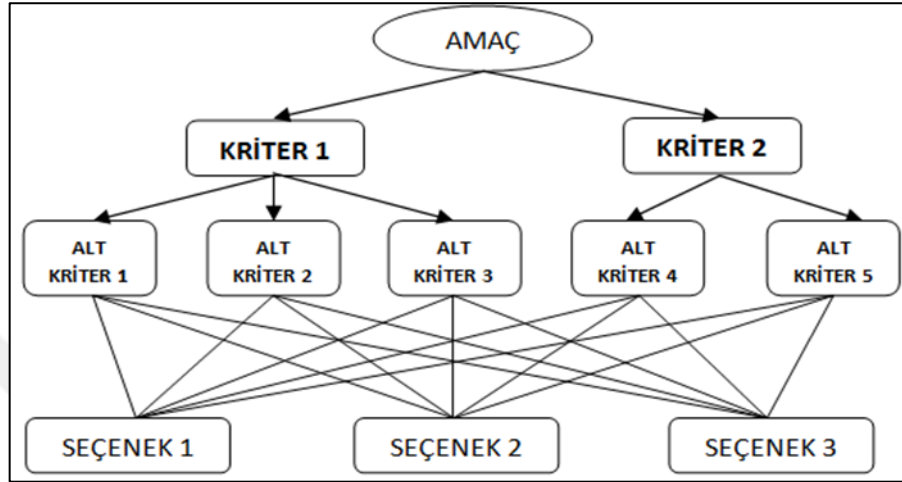 AMAÇ
KRİTER 1
KRİTER 2
ALT
KRİTER 1
ALT
KRİTER 2
ALT
KRİTER 3
ALT
KRİTER 4
ALT
KRİTER 5
SEÇENEK 1
SEÇENEK 2
SEÇENEK 3